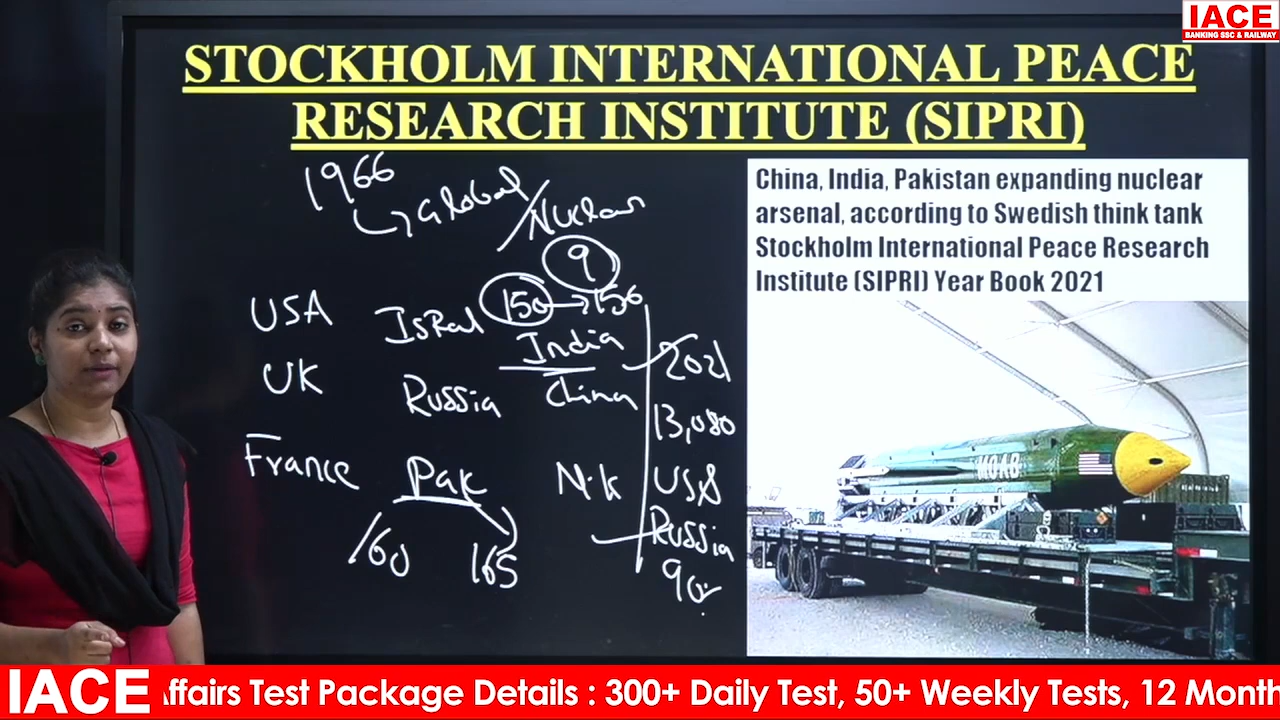 IACE
BANKING SSC & RAILWAY
STOCKHOLM INTERNATIONAL PEACE
RESEARCH INSTITUTE (SIPRI)
1966
Global / Nuclear
9
China, India, Pakistan expanding nuclear
arsenal, according to Swedish think tank
Stockholm International Peace Research
Institute (SIPRI) Year Book 2021
150 → 156
USA Isral India
2021
UK Russia China
13,080
France Pak N.K
USA
Russia
160 165
90%
MOAB
IACE ffairs Test Package Details : 300+ Daily Test, 50+ Weekly Tests, 12 Month